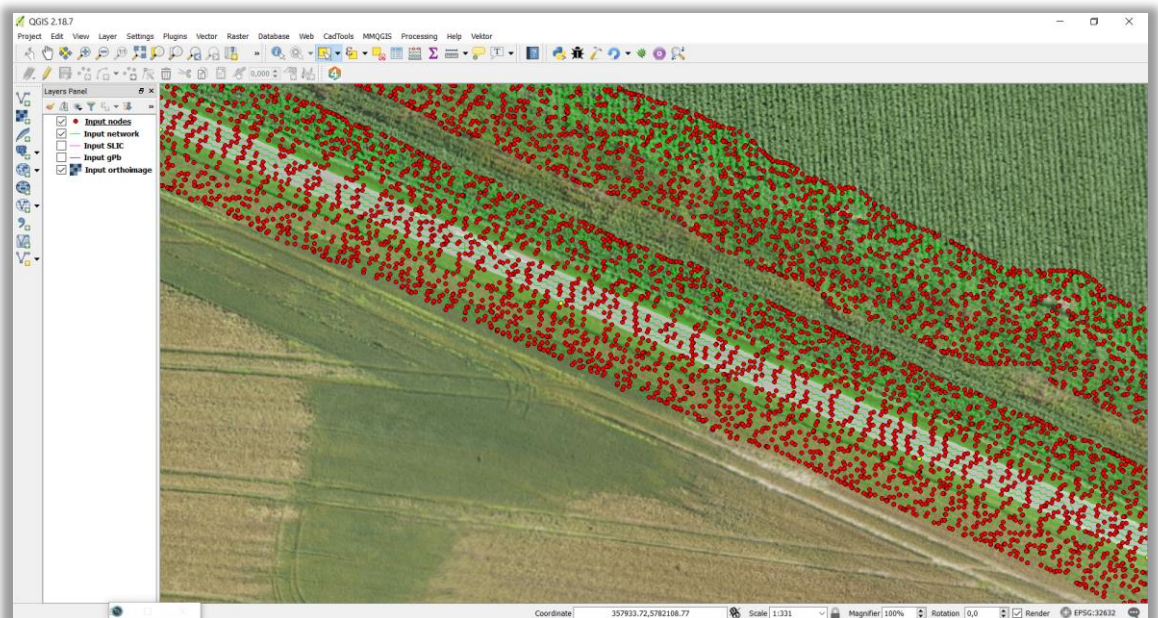 QGIS 2.18.7
Project Edit View Layer Settings Plugins Vector Raster Database Web CadTools MMQGIS Processing Help Vektor
0,000
Layers Panel
Input nodes
Input network
Input SLIC
Input gPb
Input orthoimage
Coordinate 357933.72,5782108.77 Scale 1:331 Magnifier 100% Rotation 0,0 Render EPSG:32632